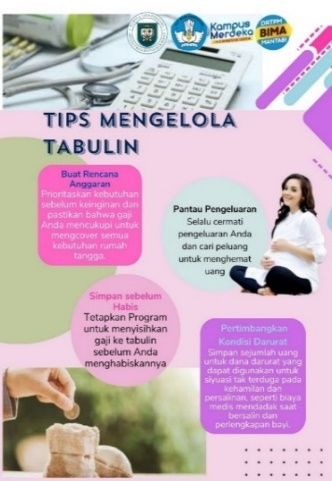 Kampus
Merdeka
DRTPM
BIMA
MANTAB!
TIPS MENGELOLA
TABULIN
Buat Rencana
Anggaran
Prioritaskan kebutuhan
sebelum keinginan dan
pastikan bahwa gaji
Anda mencukupi untuk
mengcover semua
kebutuhan rumah
tangga.
Pantau Pengeluaran
Selalu cermati
pengeluaran Anda
dan cari peluang
untuk menghemat
uang
Simpan sebelum
Habis
Tetapkan Program
untuk menyisihkan
gaji ke tabulin
sebelum Anda
menghabiskannya
Pertimbangkan
Kondisi Darurat
Simpan sejumlah uang
untuk dana darurat yang
dapat digunakan untuk
siyuasi tak terduga pada
kehamilan dan
persalinan, seperti biaya
medis mendadak saat
bersalin dan
perlengkapan bayi.